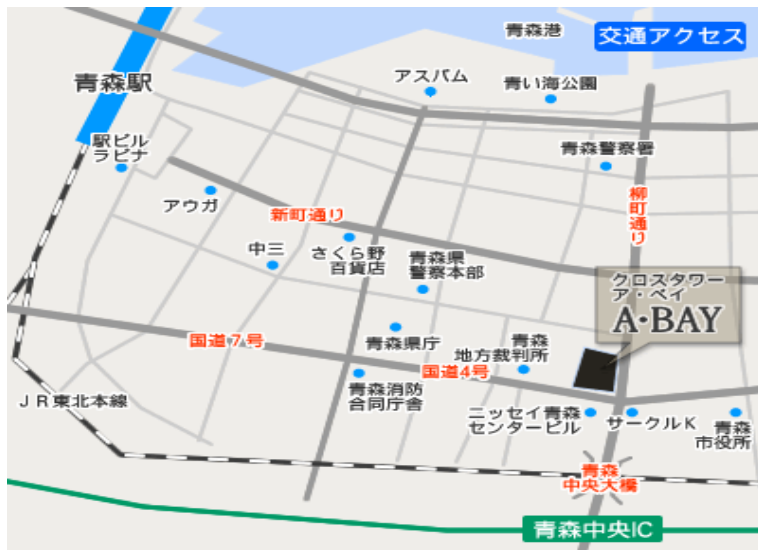 青森港
交通アクセス
青森駅
アスパム
青い海公園
駅ビル
ラビナ
青森警察署
アウガ
新町通り
柳町通り
中三
さくら野
百貨店
青森県
警察本部
クロスタワー
ア・ベイ
A・BAY
国道7号
青森県庁
青森
地方裁判所
国道4号
青森消防
合同庁舎
JR東北本線
ニッセイ青森
センタービル
サークルK
青森
市役所
青森
中央大橋
青森中央IC